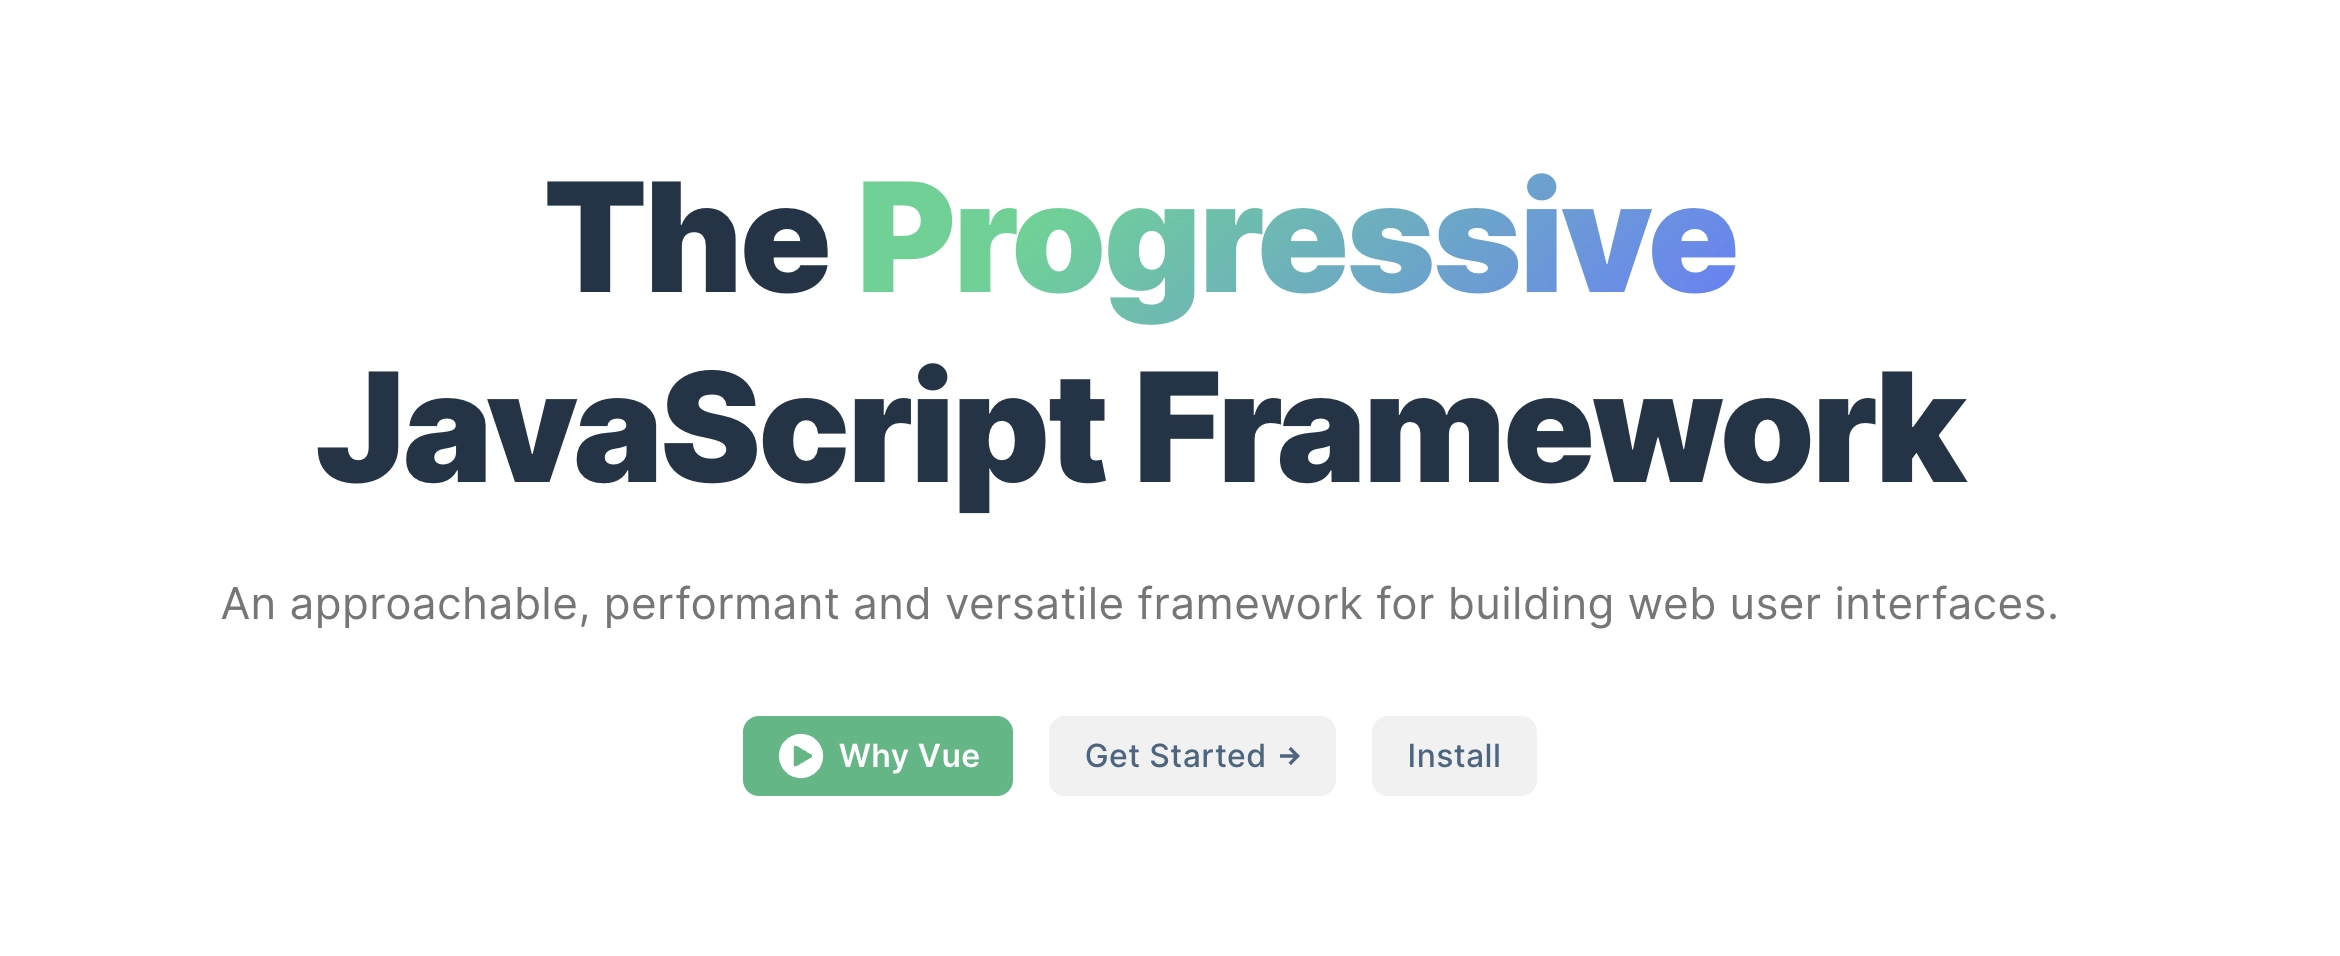 The Progressive
JavaScript Framework
An approachable, performant and versatile framework for building web user interfaces.
Why Vue
Get Started →
Install